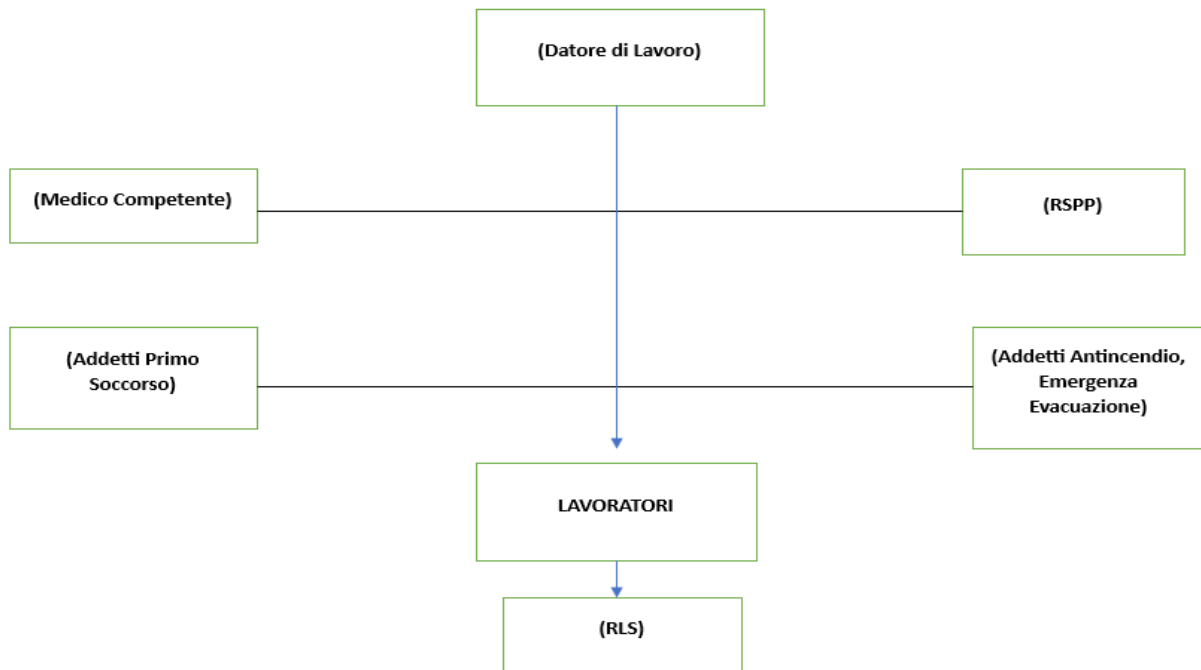 (Datore di Lavoro)
(Medico Competente)
(RSPP)
(Addetti Primo
Soccorso)
(Addetti Antincendio,
Emergenza
Evacuazione)
LAVORATORI
(RLS)